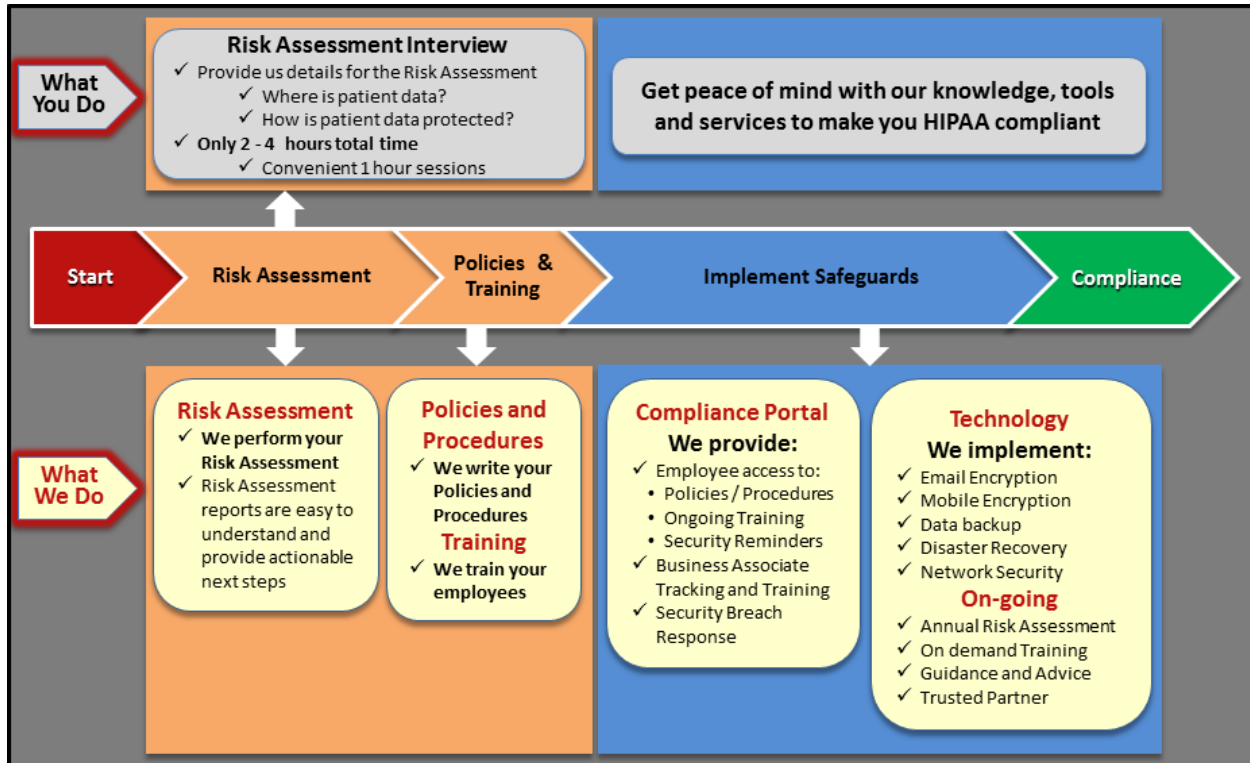 What
You Do
Risk Assessment Interview
✓ Provide us details for the Risk Assessment
✓ Where is patient data?
✓ How is patient data protected?
✓ Only 2 - 4 hours total time
✓ Convenient 1 hour sessions
Get peace of mind with our knowledge, tools
and services to make you HIPAA compliant
Start
Risk Assessment
Policies &
Training
Implement Safeguards
Compliance
What
We Do
Risk Assessment
✓ We perform your
Risk Assessment
✓ Risk Assessment
reports are easy to
understand and
provide actionable
next steps
Policies and
Procedures
✓ We write your
Policies and
Procedures
Training
✓ We train your
employees
Compliance Portal
We provide:
✓ Employee access to:
• Policies / Procedures
• Ongoing Training
• Security Reminders
✓ Business Associate
Tracking and Training
✓ Security Breach
Response
Technology
We implement:
✓ Email Encryption
✓ Mobile Encryption
✓ Data backup
✓ Disaster Recovery
✓ Network Security
On-going
✓ Annual Risk Assessment
✓ On demand Training
✓ Guidance and Advice
✓ Trusted Partner